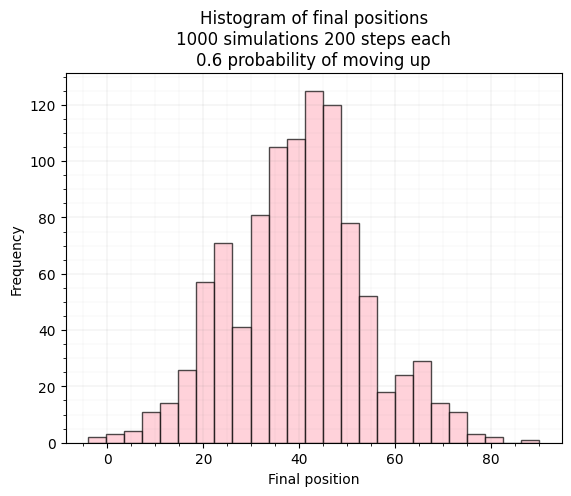 Histogram of final positions
1000 simulations 200 steps each
0.6 probability of moving up
120
100
80
60
40
20
0
Frequency
0 20 40 60 80
Final position